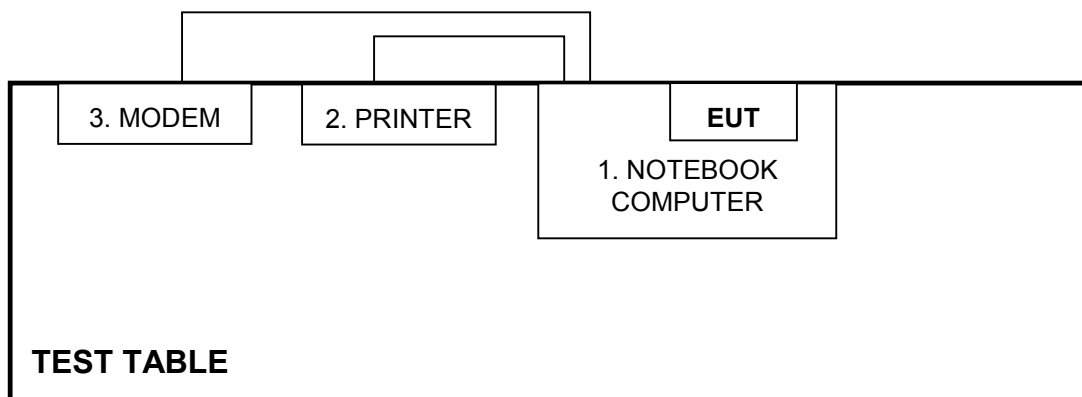 3. MODEM
2. PRINTER
EUT
1. NOTEBOOK
COMPUTER
TEST TABLE